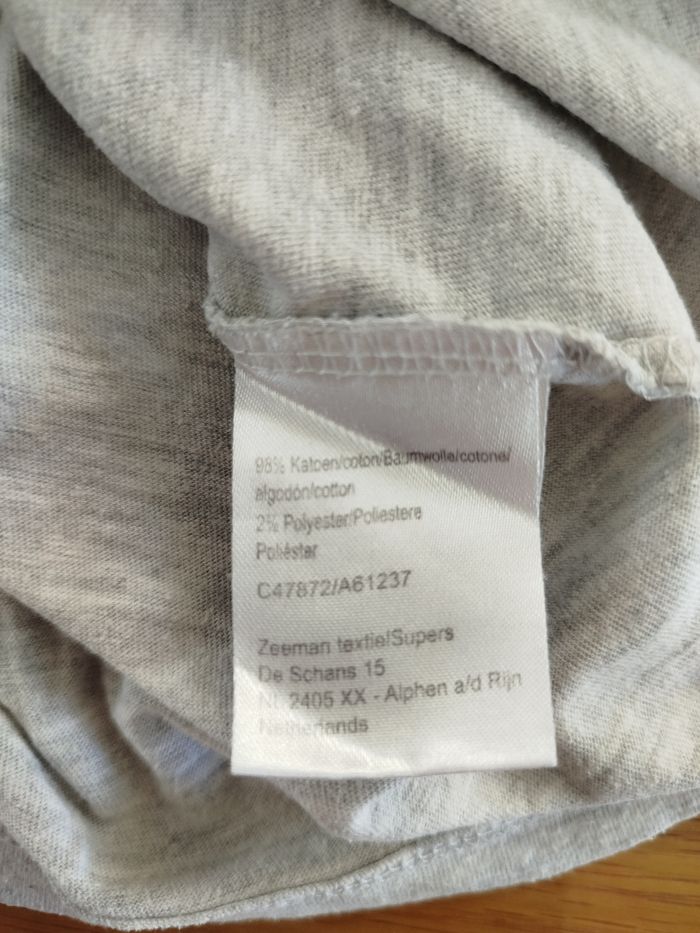 98% Katoen/coton/Baumwolle/cotone/
algodón/cotton
2% Polyester/Poliestere
Poliéster
C47872/A61237
Zeeman textielSupers
De Schans 15
NL 2405 XX - Alphen a/d Rijn
Netherlands